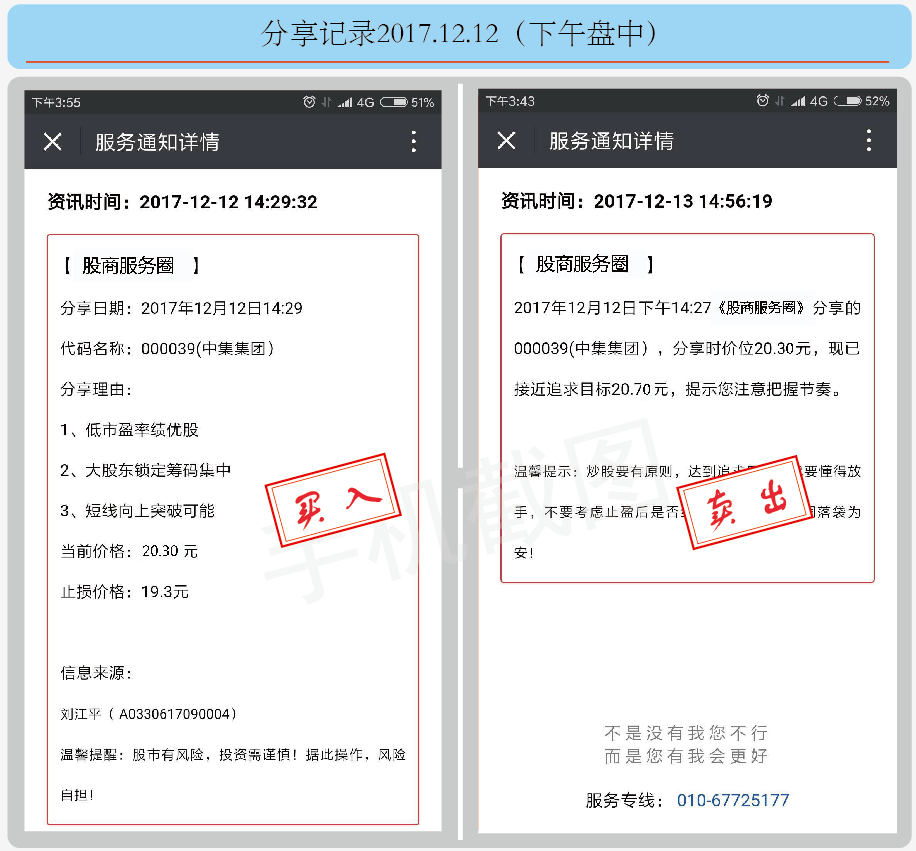 分享记录2017.12.12（下午盘中）
下午3:55
4G
51%
服务通知详情
资讯时间：2017-12-12 14:29:32
【 股商服务圈 】
分享日期：2017年12月12日14:29
代码名称：000039(中集集团）
分享理由：
1、低市盈率绩优股
2、大股东锁定筹码集中
3、短线向上突破可能
当前价格：20.30 元
止损价格：19.3元
买入
信息来源：
刘江平（ A0330617090004）
温馨提醒：股市有风险，投资需谨慎！据此操作，风险
自担！
下午3:43
4G
52%
服务通知详情
资讯时间：2017-12-13 14:56:19
【 股商服务圈 】
2017年12月12日下午14:27《股商服务圈》分享的
000039(中集集团），分享时价位20.30元，现已
接近追求目标20.70元，提示您注意把握节奏。
温馨提示：炒股要有原则，达到追求 要懂得放
手，不要考虑止盈后是否 落袋为
安！
卖出
手机截图
不是没有我您不行
而是您有我会更好
服务专线： 010-67725177